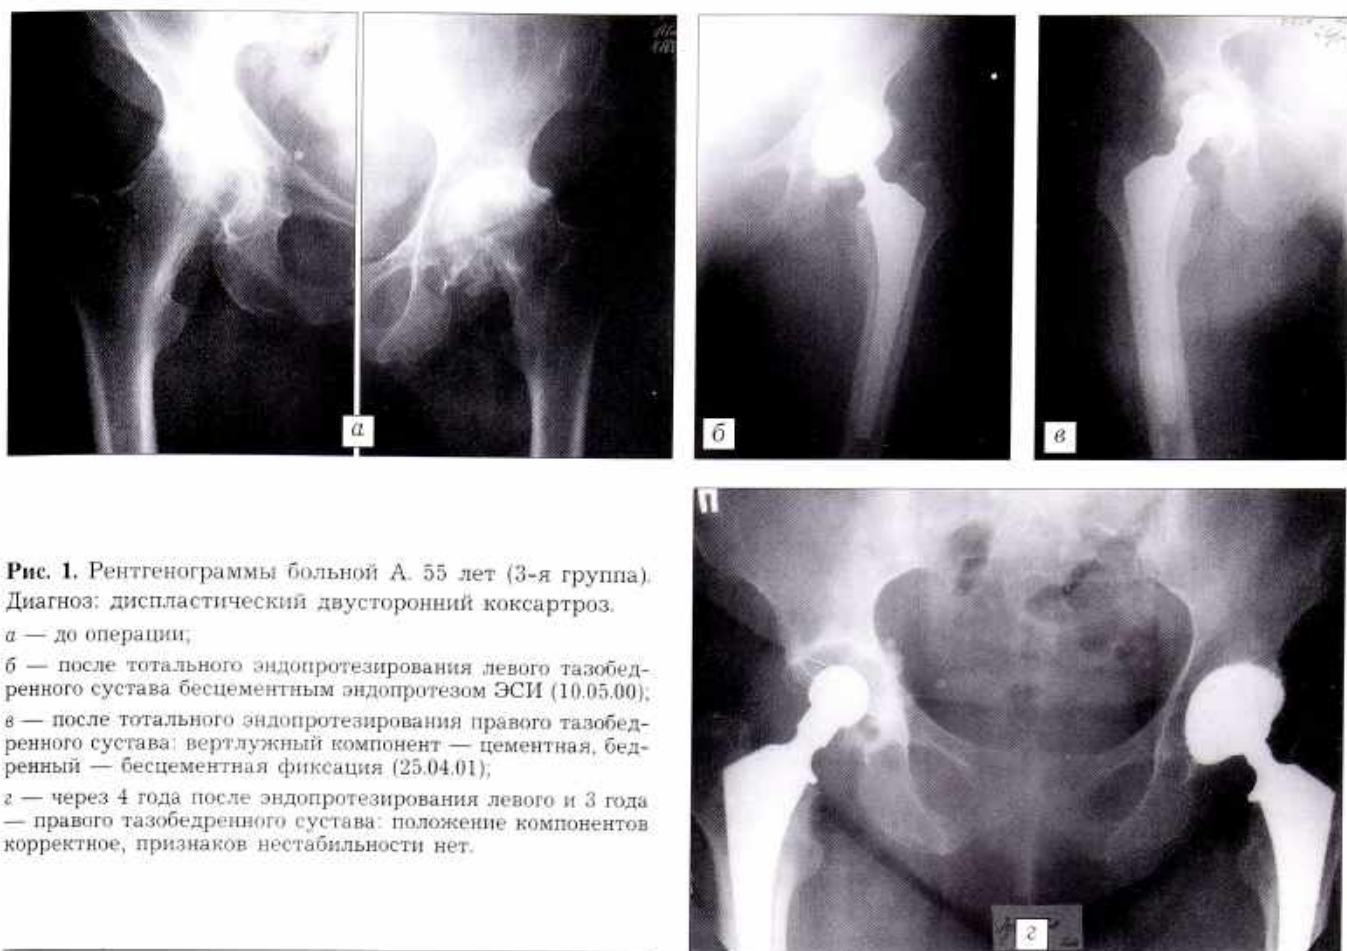 а
б
в
П
г
Рис. 1. Рентгенограммы больной А. 55 лет (3-я группа).
Диагноз: диспластический двусторонний коксартроз.
а — до операции;
б — после тотального эндопротезирования левого тазобед-
ренного сустава бесцементным эндопротезом ЭСИ (10.05.00);
в — после тотального эндопротезирования правого тазобед-
ренного сустава: вертлужный компонент — цементная, бед-
ренный — бесцементная фиксация (25.04.01);
г — через 4 года после эндопротезирования левого и 3 года
— правого тазобедренного сустава: положение компонентов
корректное, признаков нестабильности нет.